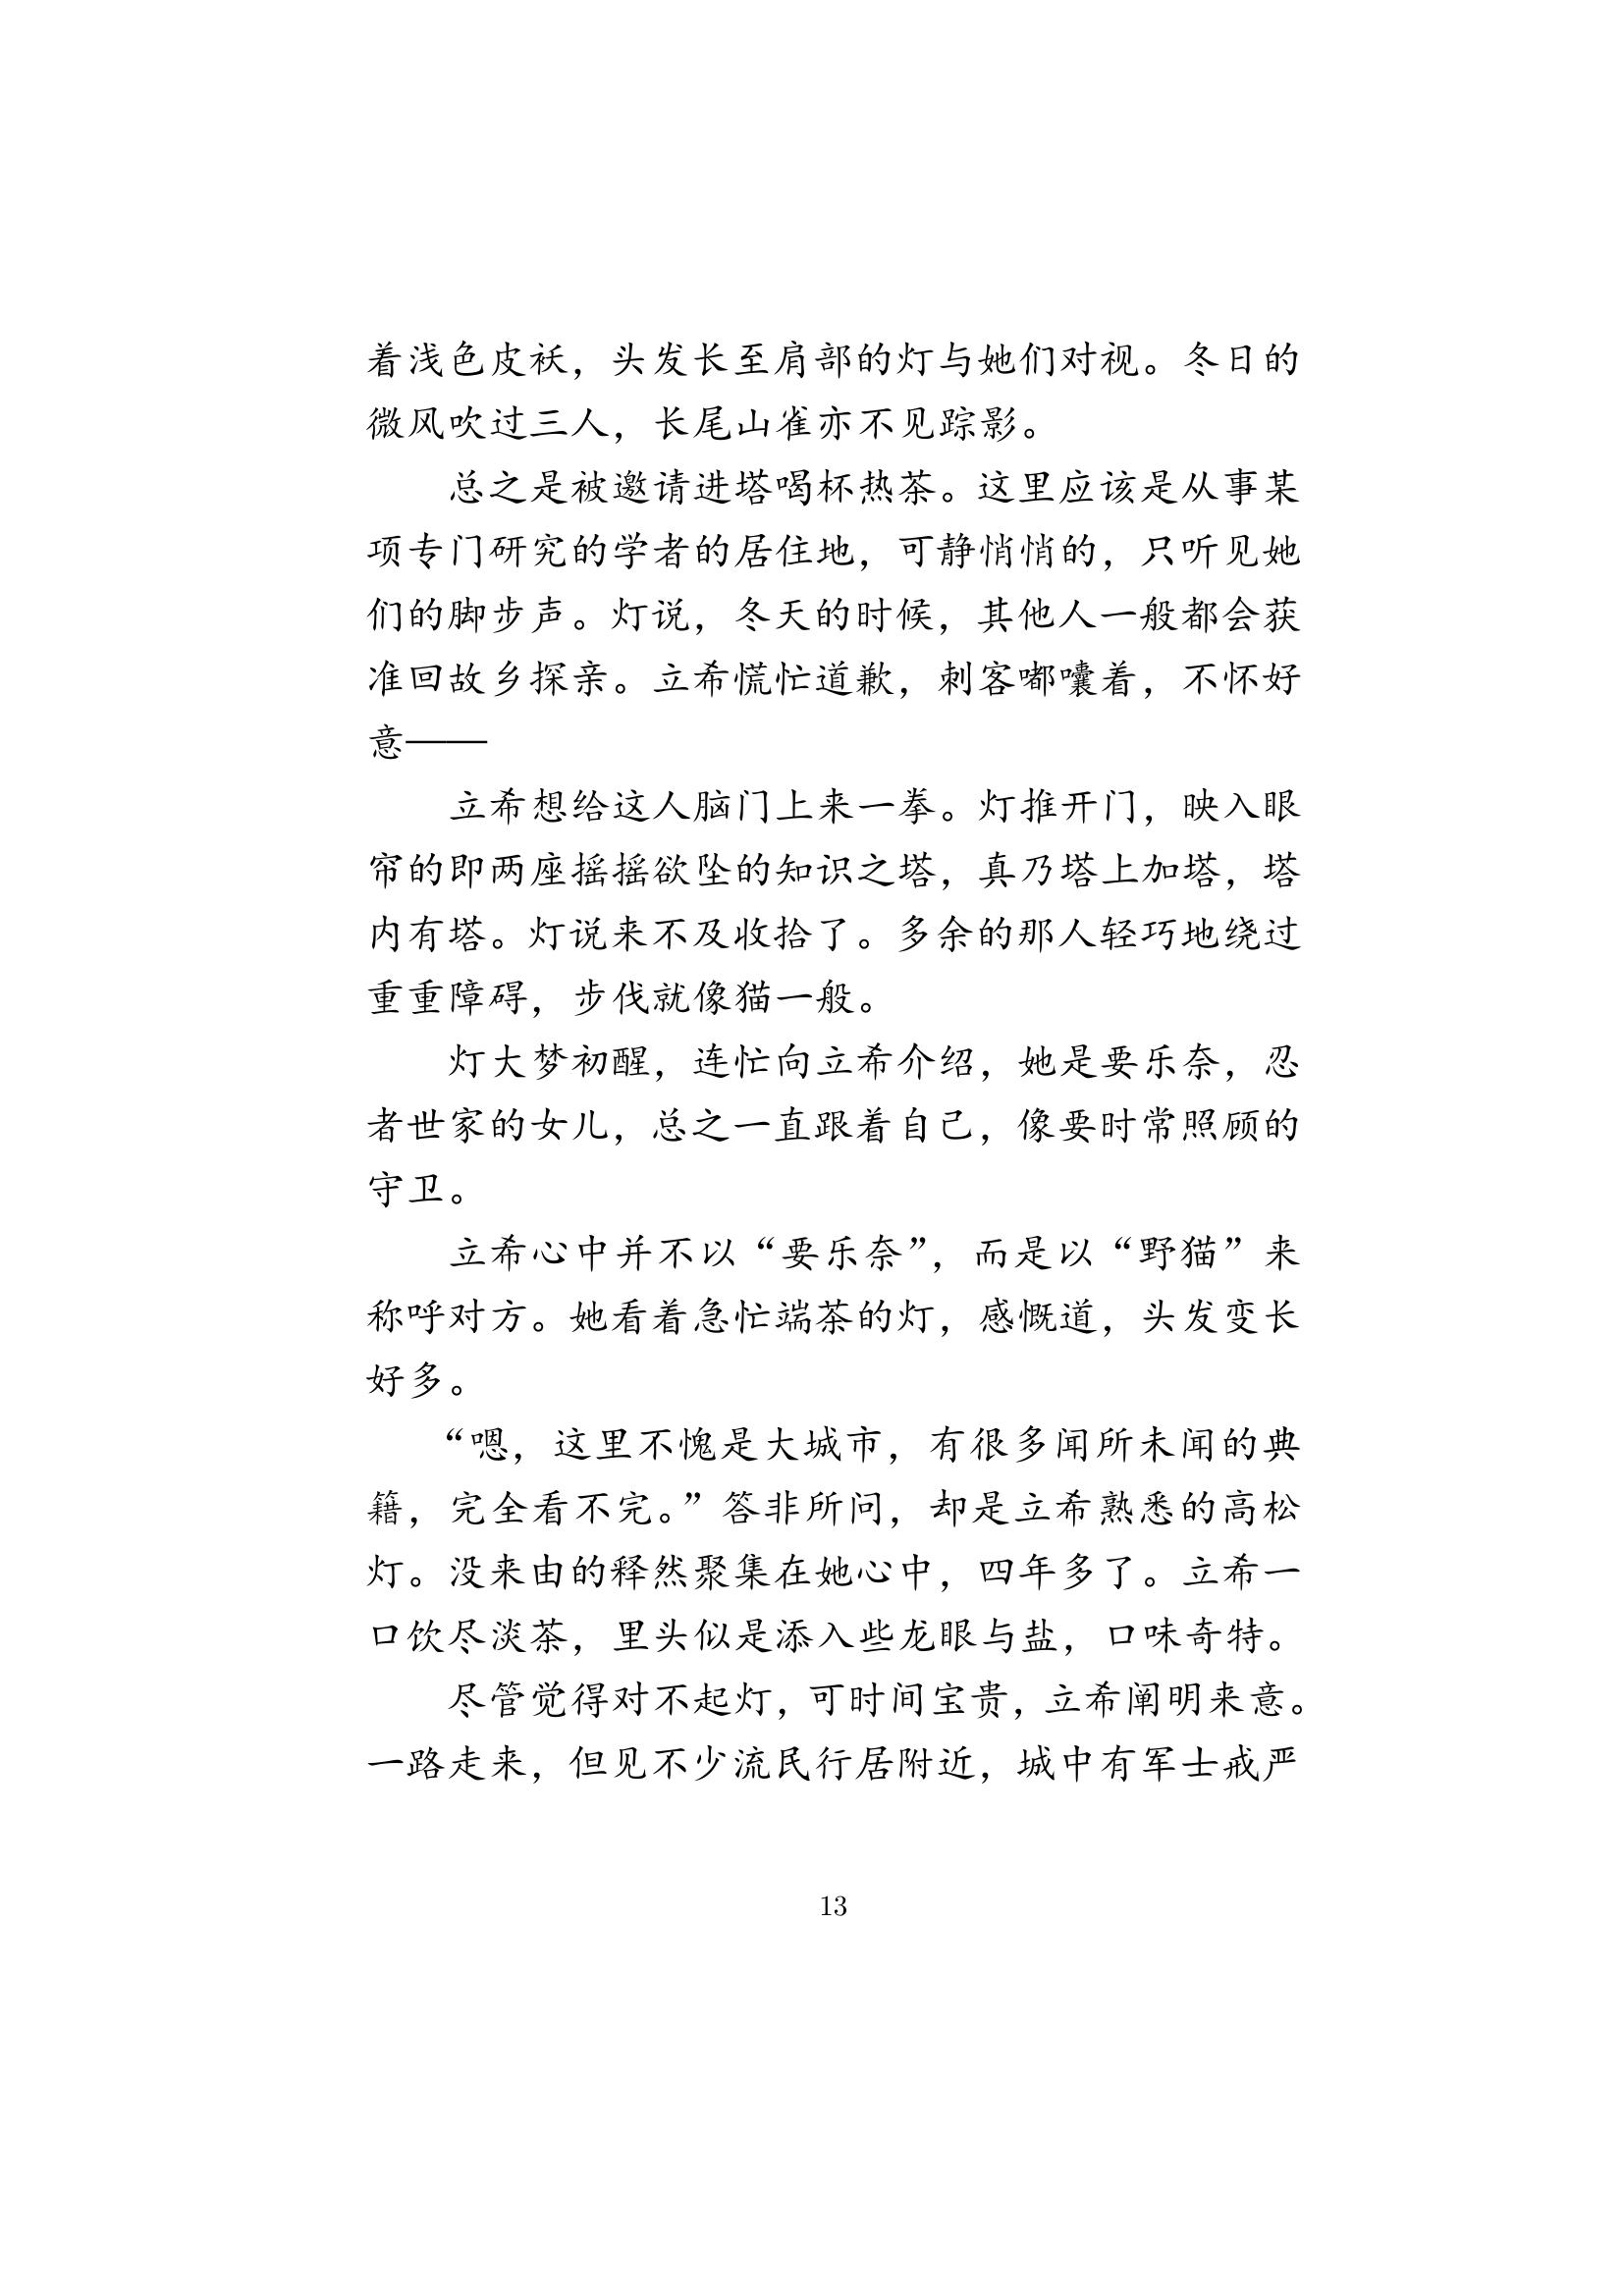 着浅色皮袄，头发长至肩部的灯与她们对视。冬日的
微风吹过三人，长尾山雀亦不见踪影。
总之是被邀请进塔喝杯热茶。这里应该是从事某
项专门研究的学者的居住地，可静悄悄的，只听见她
们的脚步声。灯说，冬天的时候，其他人一般都会获
准回故乡探亲。立希慌忙道歉，刺客嘟囔着，不怀好
意——
立希想给这人脑门上来一拳。灯推开门，映入眼
帘的即两座摇摇欲坠的知识之塔，真乃塔上加塔，塔
内有塔。灯说来不及收拾了。多余的那人轻巧地绕过
重重障碍，步伐就像猫一般。
灯大梦初醒，连忙向立希介绍，她是要乐奈，忍
者世家的女儿，总之一直跟着自己，像要时常照顾的
守卫。
立希心中并不以“要乐奈”，而是以“野猫”来
称呼对方。她看着急忙端茶的灯，感慨道，头发变长
好多。
“嗯，这里不愧是大城市，有很多闻所未闻的典
籍，完全看不完。”答非所问，却是立希熟悉的高松
灯。没来由的释然聚集在她心中，四年多了。立希一
口饮尽淡茶，里头似是添入些龙眼与盐，口味奇特。
尽管觉得对不起灯，可时间宝贵，立希阐明来意。
一路走来，但见不少流民行居附近，城中有军士戒严
13